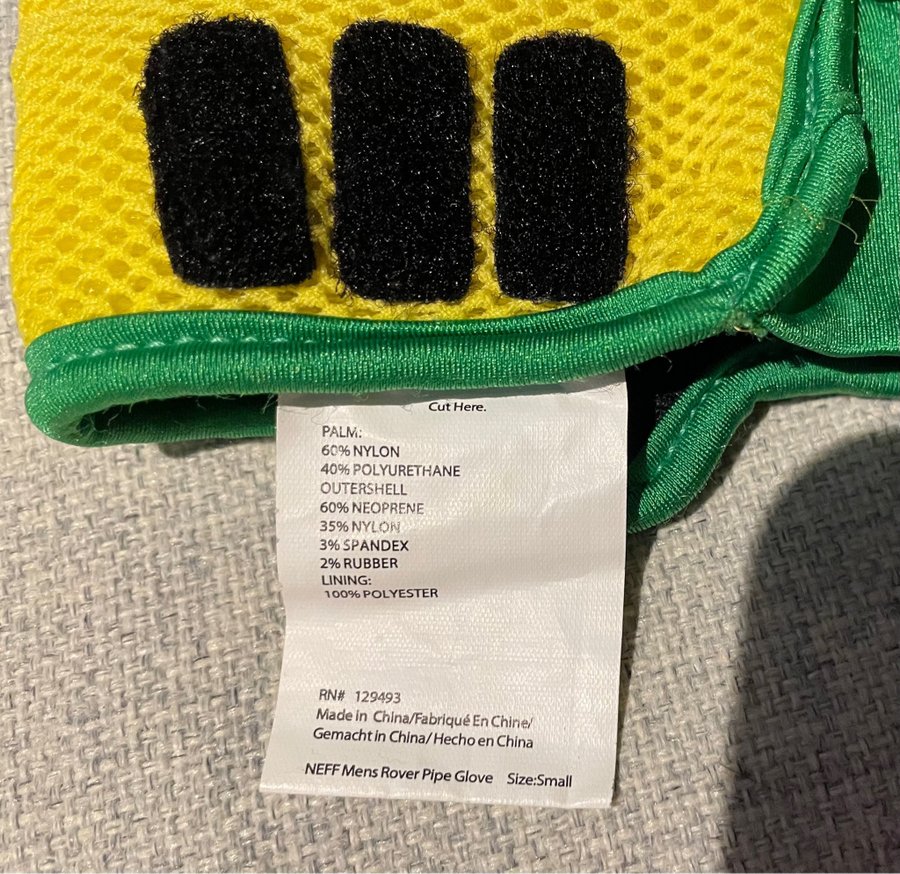 Cut Here.
PALM:
60% NYLON
40% POLYURETHANE
OUTERSHELL
60% NEOPRENE
35% NYLON
3% SPANDEX
2% RUBBER
LINING:
100% POLYESTER
RN# 129493
Made in China/Fabriqué En Chine/
Gemacht in China/Hecho en China
NEFF Mens Rover Pipe Glove Size:Small